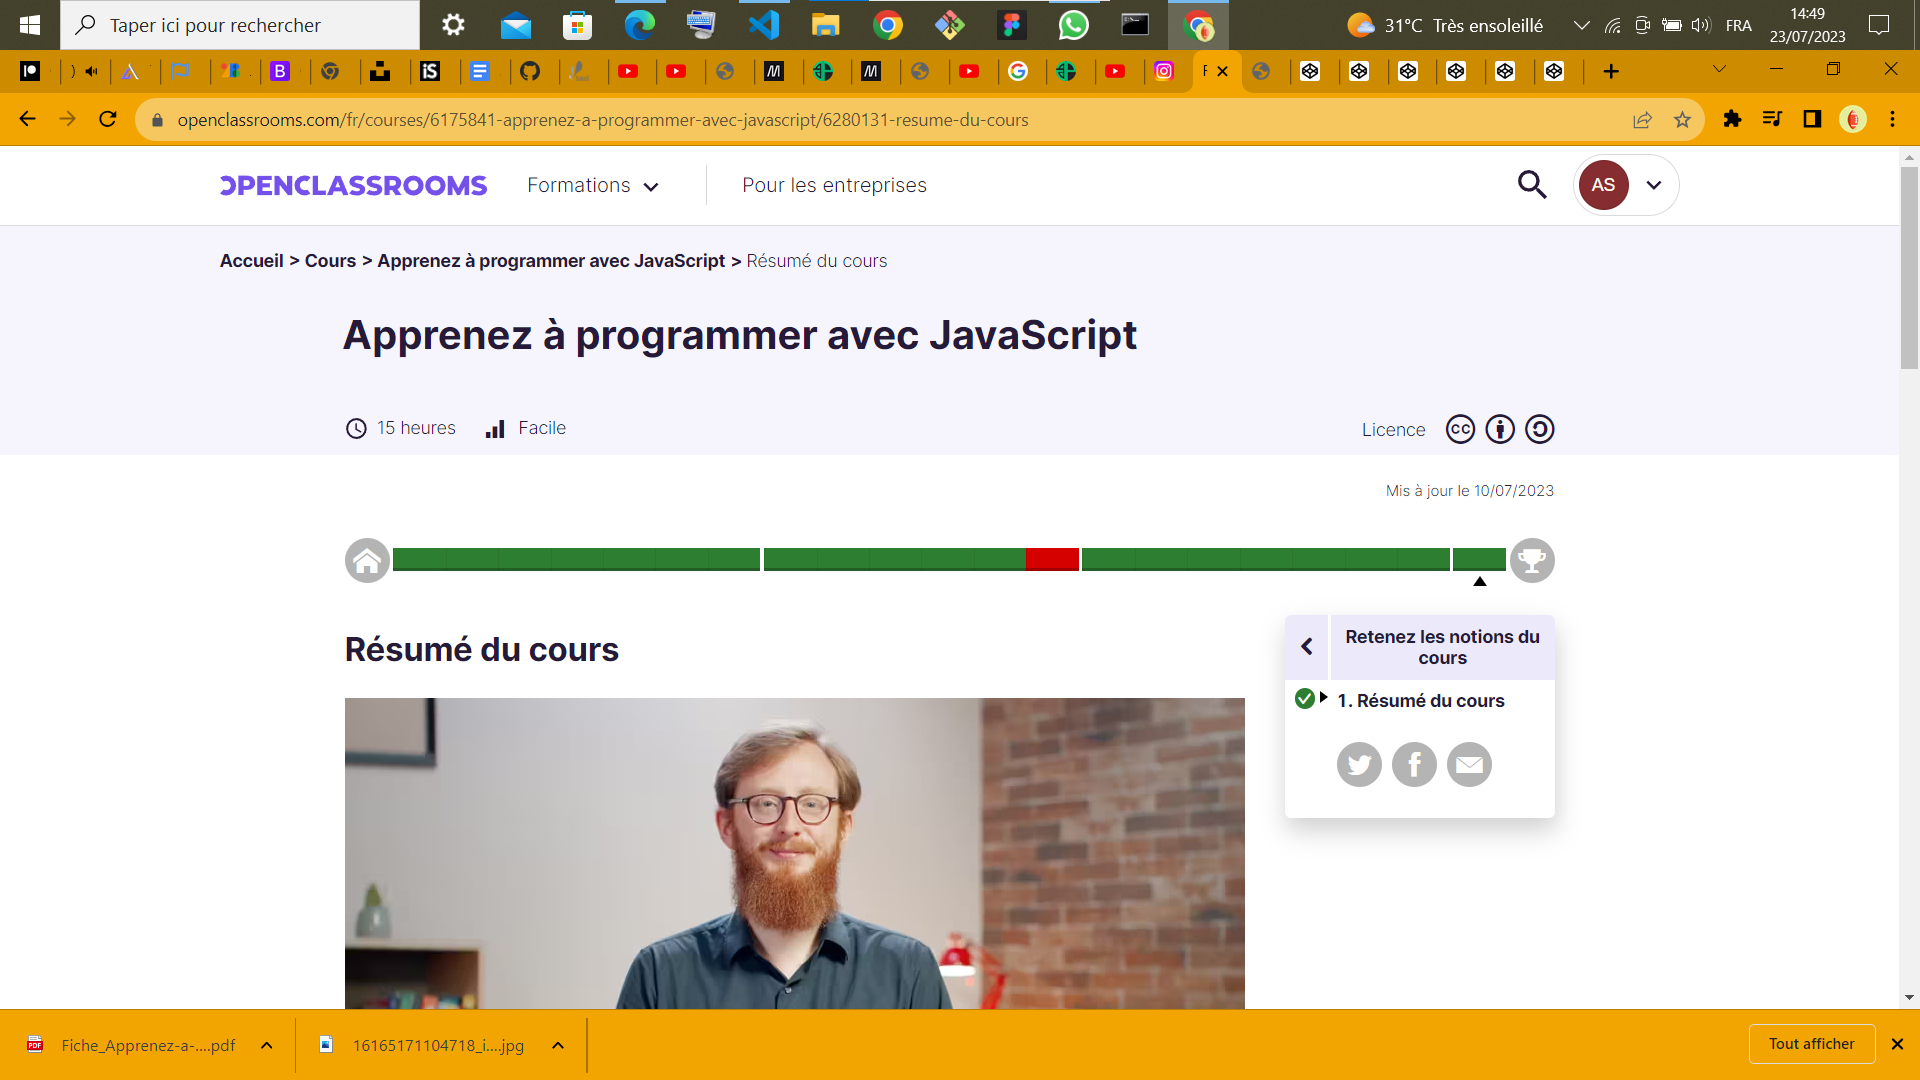 Taper ici pour rechercher
31°C Très ensoleillé
FRA
14:49
23/07/2023
openclassrooms.com/fr/courses/6175841-apprenez-a-programmer-avec-javascript/6280131-resume-du-cours
OPENCLASSROOMS
Formations
Pour les entreprises
AS
Accueil > Cours > Apprenez à programmer avec JavaScript > Résumé du cours
Apprenez à programmer avec JavaScript
15 heures
Facile
Licence
CC
Mis à jour le 10/07/2023
Résumé du cours
Retenez les notions du
cours
1. Résumé du cours
Fiche_Apprenez-a-....pdf
16165171104718_i....jpg
Tout afficher